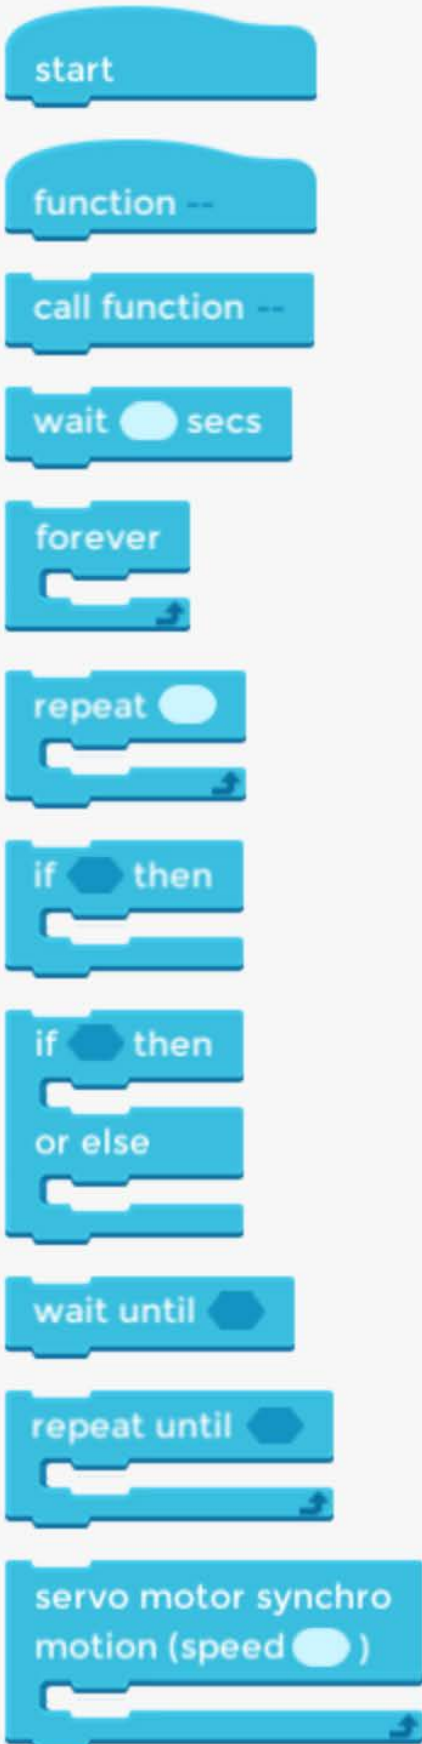 start
function --
call function --
wait secs
forever
repeat
if then
if then
or else
wait until
repeat until
servo motor synchro
motion (speed )